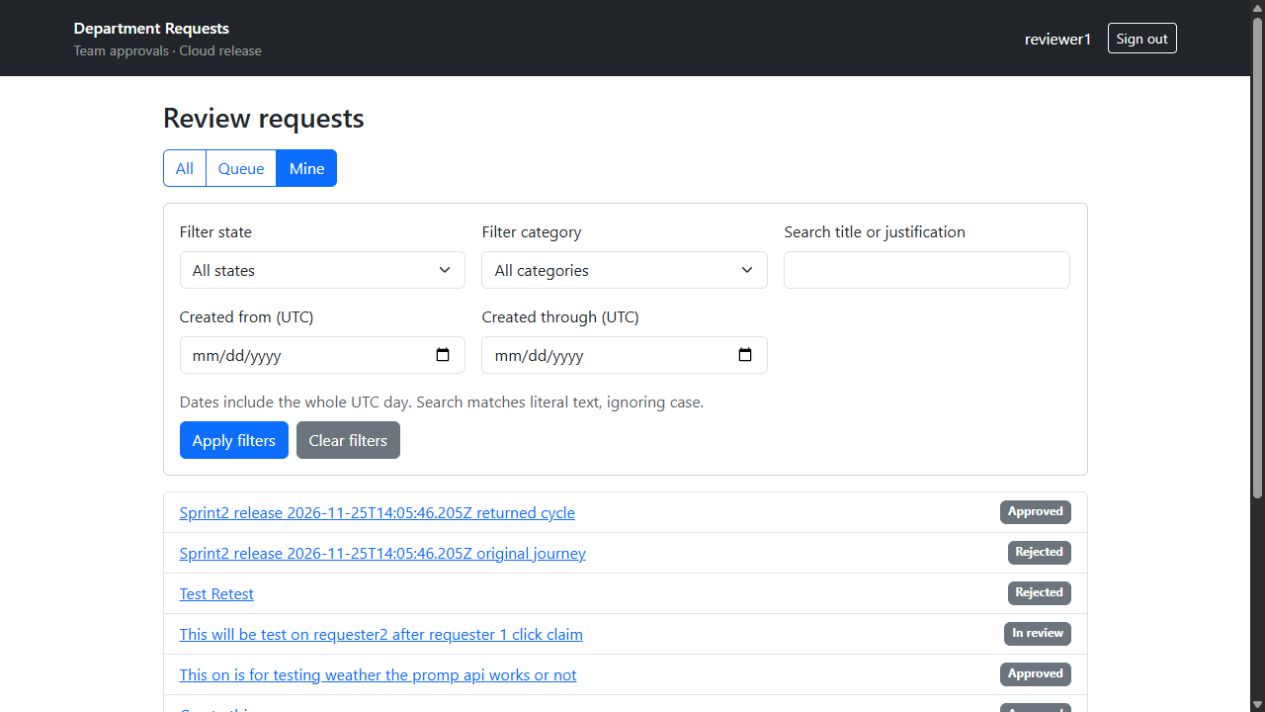 Department Requests
Team approvals · Cloud release
reviewer1
Sign out
Review requests
All
Queue
Mine
Filter state
Filter category
Search title or justification
All states
All categories
Created from (UTC)
Created through (UTC)
mm/dd/yyyy
mm/dd/yyyy
Dates include the whole UTC day. Search matches literal text, ignoring case.
Apply filters
Clear filters
Sprint2 release 2026-11-25T14:05:46.205Z returned cycle
Approved
Sprint2 release 2026-11-25T14:05:46.205Z original journey
Rejected
Test Retest
Rejected
This will be test on requester2 after requester 1 click claim
In review
This on is for testing weather the promp api works or not
Approved